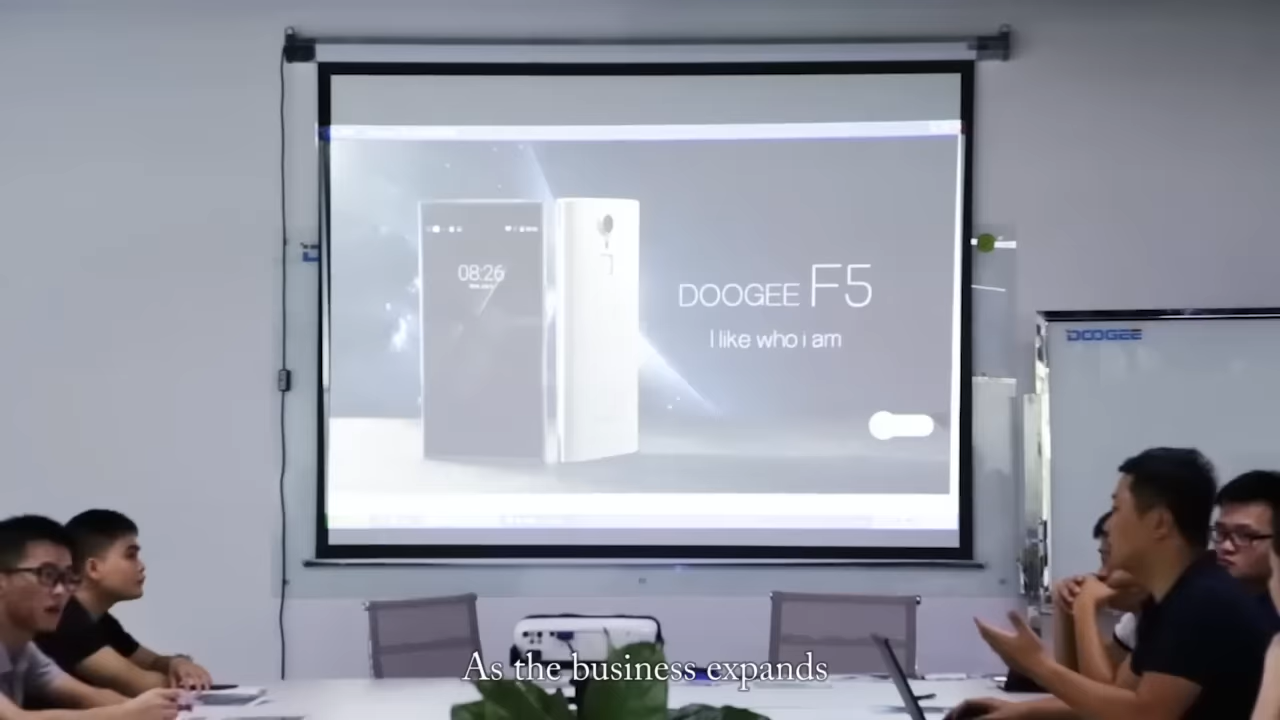 08:26
DOOGEE F5
I like who i am
DOOGEE
As the business expands